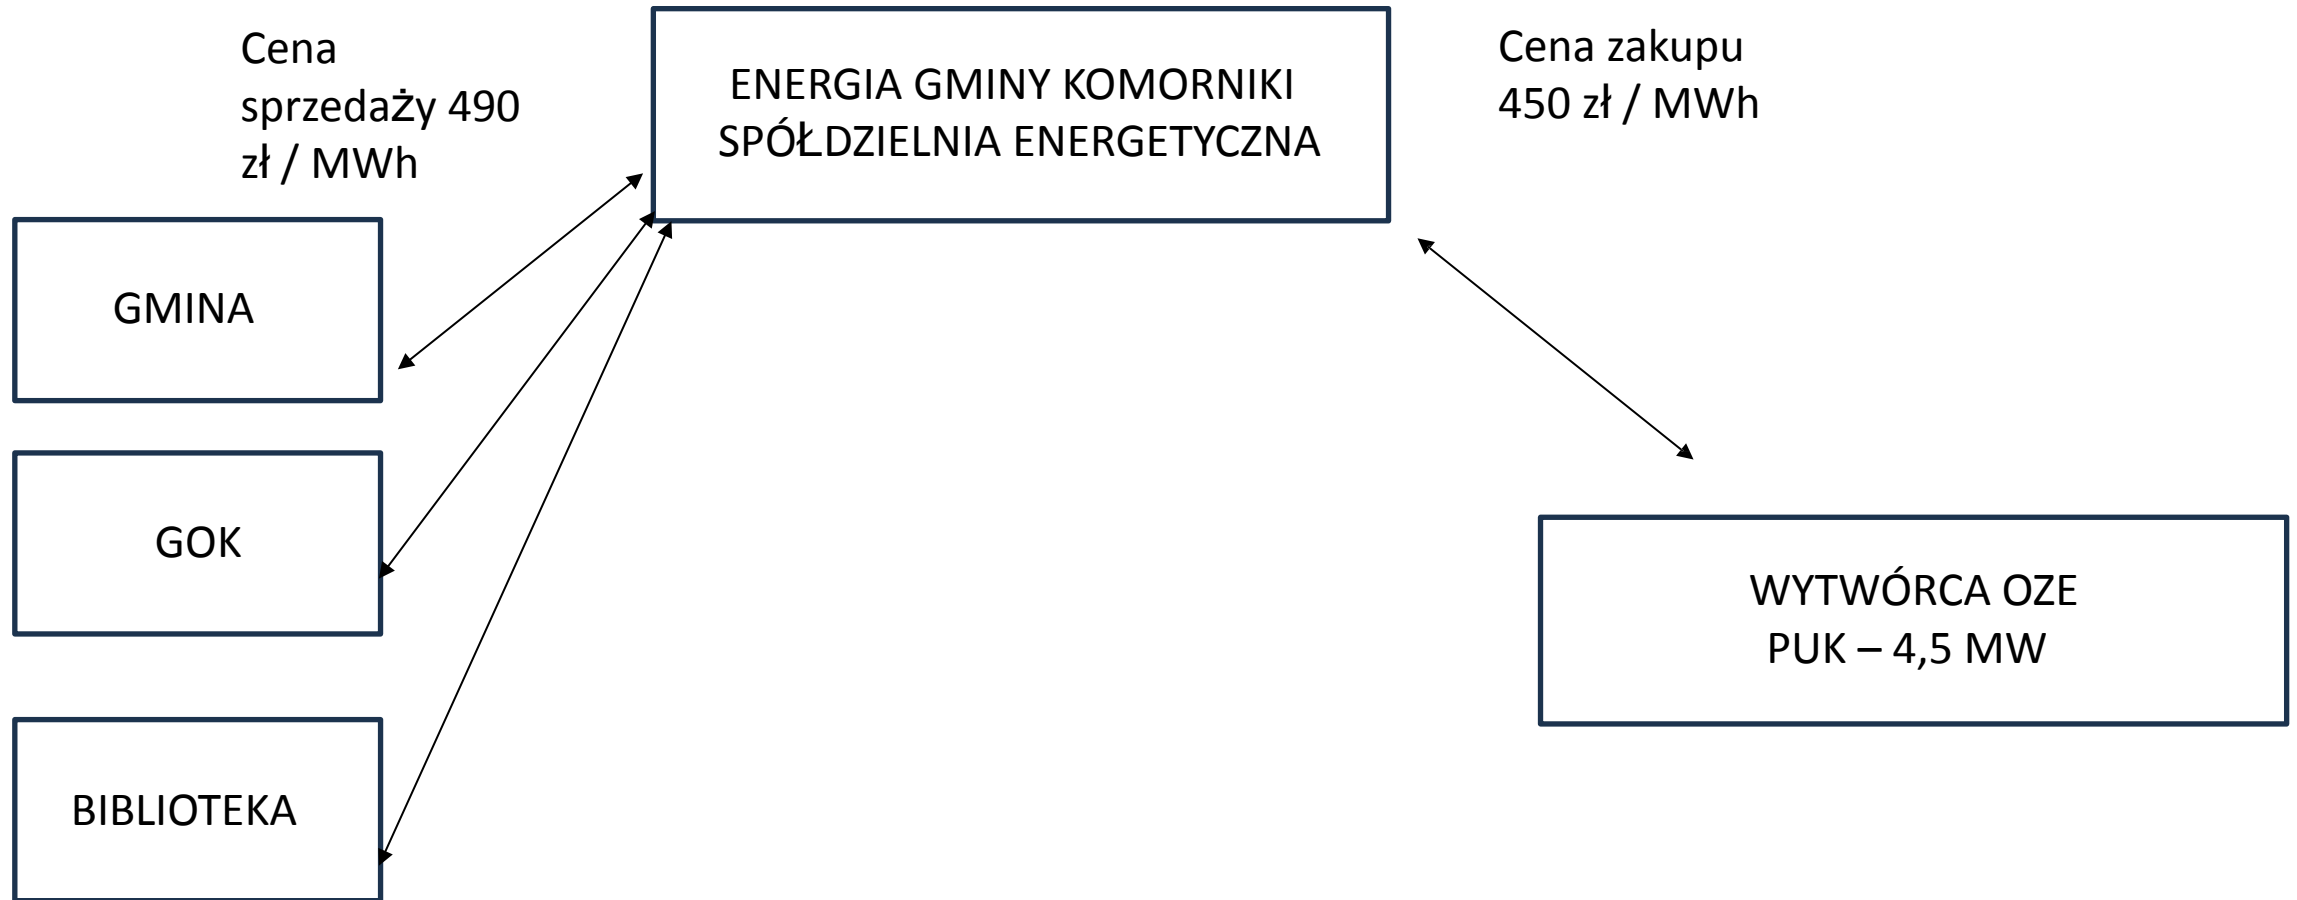 Cena
sprzedaży 490
zł / MWh
ENERGIA GMINY KOMORNIKI
SPÓŁDZIELNIA ENERGETYCZNA
Cena zakupu
450 zł / MWh
GMINA
GOK
BIBLIOTEKA
WYTWÓRCA OZE
PUK – 4,5 MW